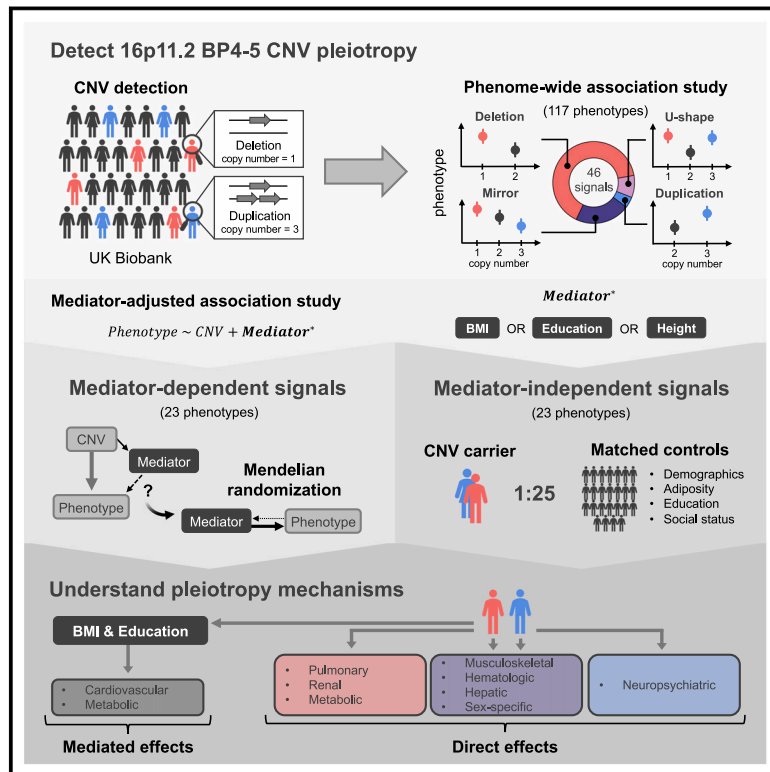 Detect 16p11.2 BP4-5 CNV pleiotropy
CNV detection
Deletion
copy number = 1
Duplication
copy number = 3
UK Biobank
Phenome-wide association study
(117 phenotypes)
Deletion
U-shape
phenotype
1 2
1 2 3
46
signals
Mirror
Duplication
1 2 3
2 3
copy number
copy number
Mediator-adjusted association study
Phenotype ~ CNV + Mediator*
Mediator*
BMI OR Education OR Height
Mediator-dependent signals
(23 phenotypes)
CNV
Mediator
Phenotype
?
Mendelian
randomization
Mediator
Phenotype
Mediator-independent signals
(23 phenotypes)
CNV carrier
1:25
Matched
controls
• Demographics
• Adiposity
• Education
• Social status
Understand pleiotropy mechanisms
BMI & Education
• Cardiovascular
• Metabolic
Mediated effects
• Pulmonary
• Renal
• Metabolic
• Musculoskeletal
• Hematologic
• Hepatic
• Sex-specific
• Neuropsychiatric
Direct effects